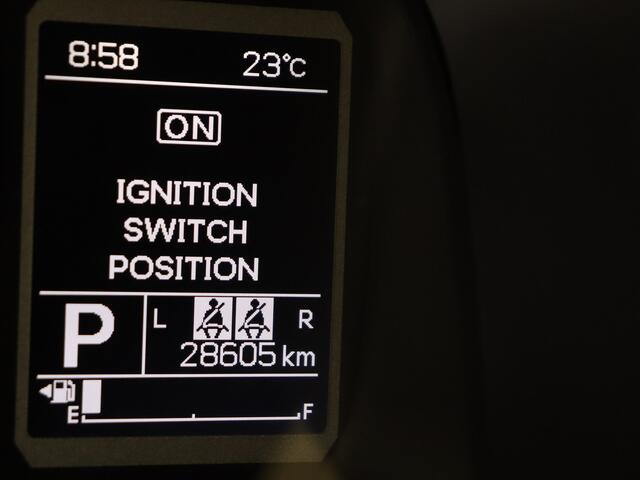 8:58 23°C
ON
IGNITION
SWITCH
POSITION
P L R
28605 km
E F